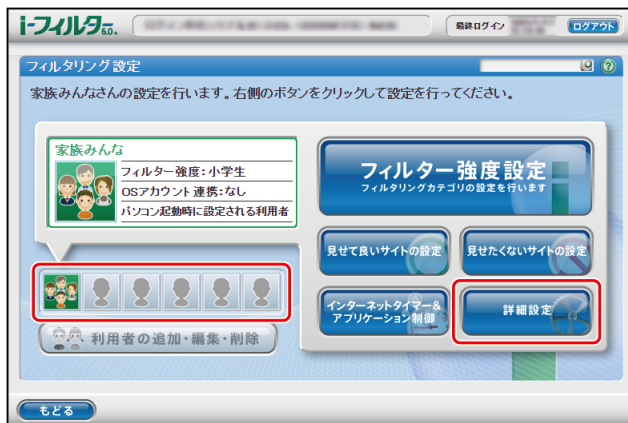 i-フィルター6.0.
最終ログイン
ログアウト
フィルタリング設定
家族みんなさんの設定を行います。右側のボタンをクリックして設定を行ってください。
家族みんな
フィルター強度：小学生
OSアカウント連携：なし
パソコン起動時に設定される利用者
フィルター強度設定
フィルタリングカテゴリの設定を行います
見せて良いサイトの設定
見せたくないサイトの設定
インターネットタイマー&
アプリケーション制御
詳細設定
利用者の追加・編集・削除
もどる